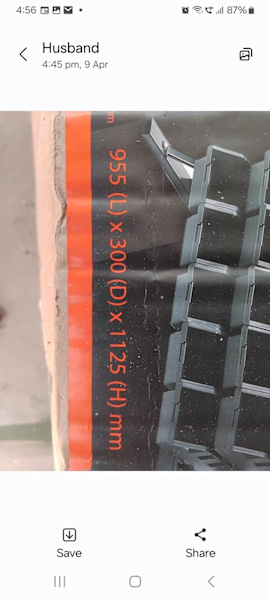 4:56
87%
Husband
4:45 pm, 9 Apr
m
955 (L) x 300 (D) x 1125 (H) mm
Save
Share